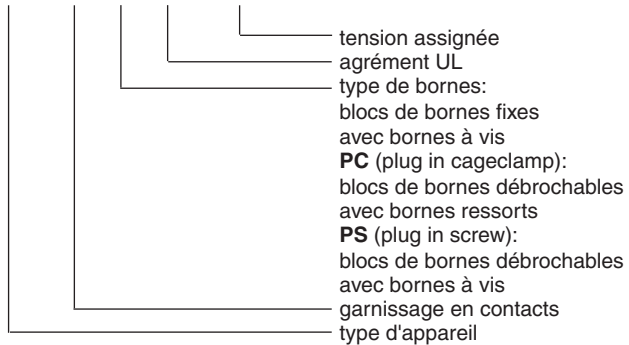 tension assignée
agrément UL
type de bornes:
blocs de bornes fixes
avec bornes à vis
PC (plug in cageclamp):
blocs de bornes débrochables
avec bornes ressorts
PS (plug in screw):
blocs de bornes débrochables
avec bornes à vis
garnissage en contacts
type d'appareil